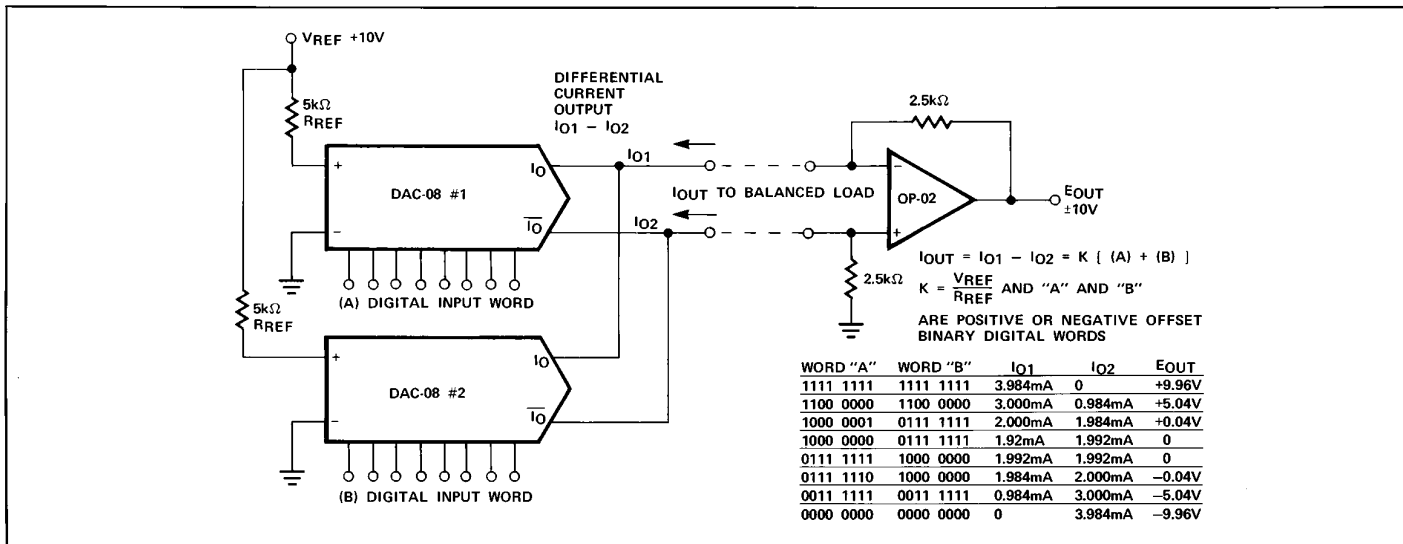 VREF +10V
5kΩ
RREF
DIFFERENTIAL
CURRENT
OUTPUT
IO1 – IO2
+
–
DAC-08 #1
IO
IO
IO1
IO2
IOUT TO BALANCED LOAD
(A) DIGITAL INPUT WORD
5kΩ
RREF
+
–
DAC-08 #2
IO
IO
(B) DIGITAL INPUT WORD
2.5kΩ
–
+
OP-02
EOUT
±10V
2.5kΩ
IOUT = IO1 – IO2 = K [ (A) + (B) ]
K = VREF/RREF AND "A" AND "B"
ARE POSITIVE OR NEGATIVE OFFSET
BINARY DIGITAL WORDS
WORD "A" WORD "B" IO1 IO2 EOUT
1111 1111 1111 1111 3.984mA 0 +9.96V
1100 0000 1100 0000 3.000mA 0.984mA +5.04V
1000 0001 0111 1111 2.000mA 1.984mA +0.04V
1000 0000 0111 1111 1.92mA 1.992mA 0
0111 1111 1000 0000 1.992mA 1.992mA 0
0111 1110 1000 0000 1.984mA 2.000mA –0.04V
0011 1111 0011 1111 0.984mA 3.000mA –5.04V
0000 0000 0000 0000 0 3.984mA –9.96V